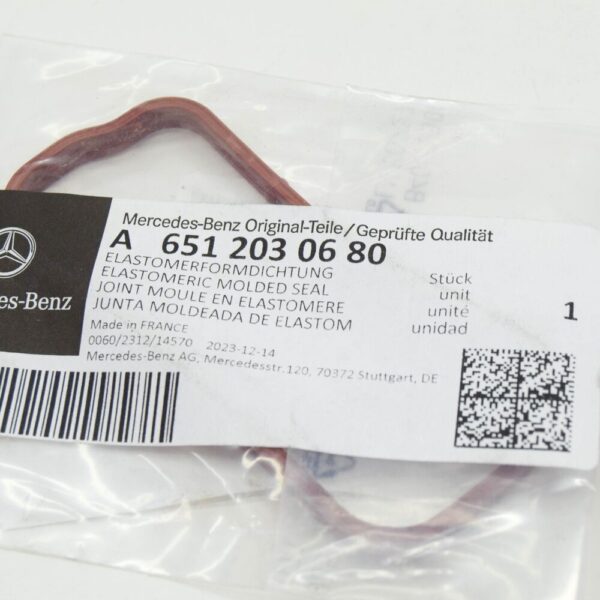 Mercedes-Benz Original-Teile/Geprüfte Qualität
A 651 203 06 80
ELASTOMERFORMDICHTUNG
ELASTOMERIC MOLDED SEAL
JOINT MOULE EN ELASTOMERE
JUNTA MOLDEADA DE ELASTOM
Stück
unit
unité
unidad
1
des-Benz
Made in FRANCE
0060/2312/14570 2023-12-14
Mercedes-Benz AG, Mercedesstr.120, 70372 Stuttgart, DE